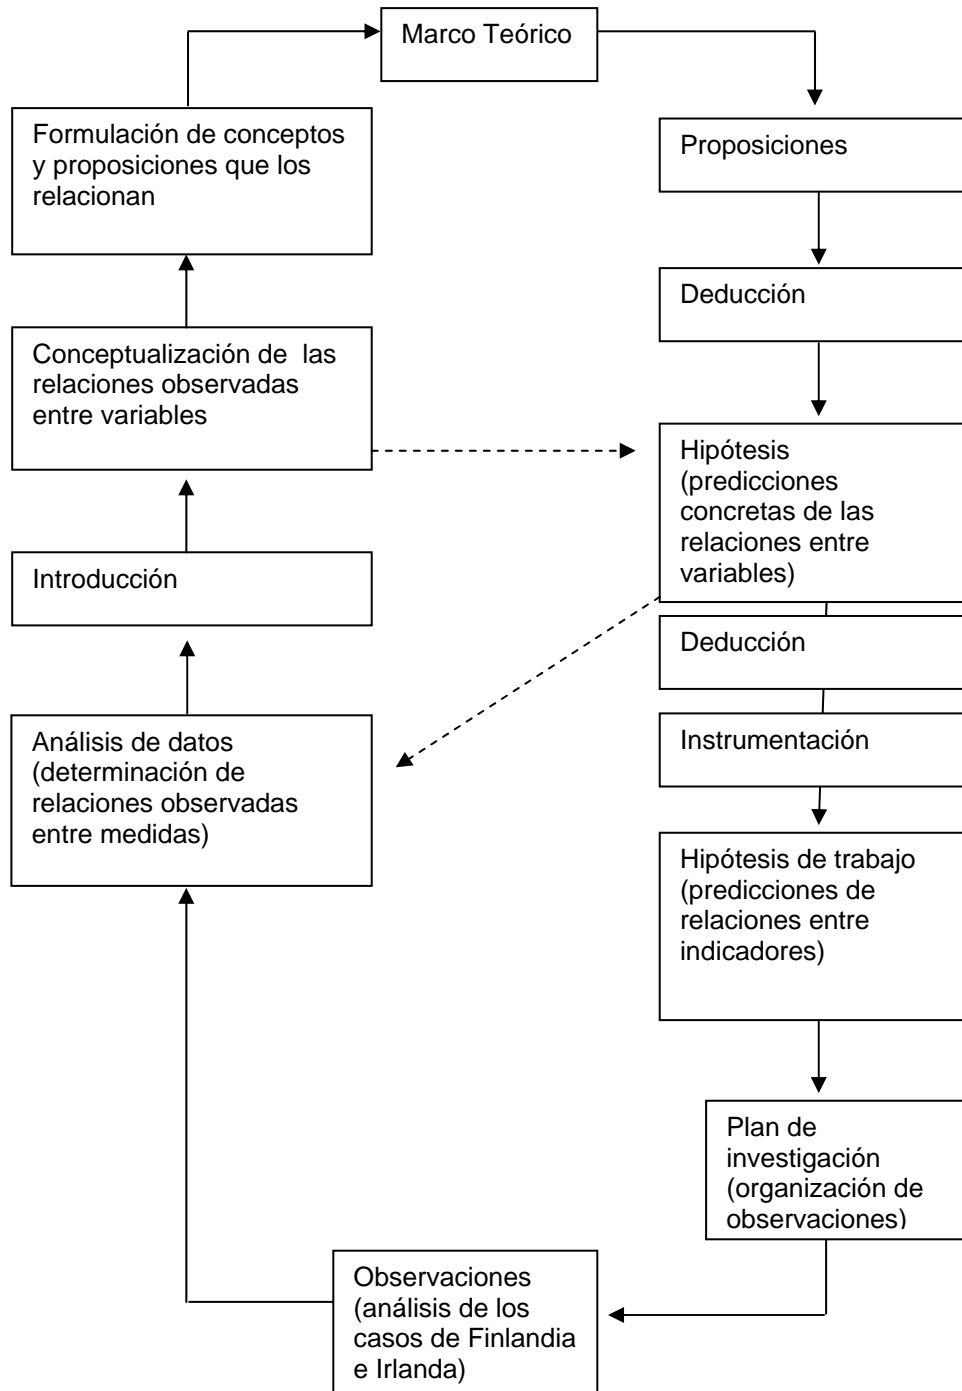 Marco Teórico
Formulación de conceptos
y proposiciones que los
relacionan
Proposiciones
Deducción
Conceptualización de las
relaciones observadas
entre variables
Hipótesis
(predicciones
concretas de las
relaciones entre
variables)
Introducción
Deducción
Instrumentación
Análisis de datos
(determinación de
relaciones observadas
entre medidas)
Hipótesis de trabajo
(predicciones de
relaciones entre
indicadores)
Plan de
investigación
(organización de
observaciones)
Observaciones
(análisis de los
casos de Finlandia
e Irlanda)